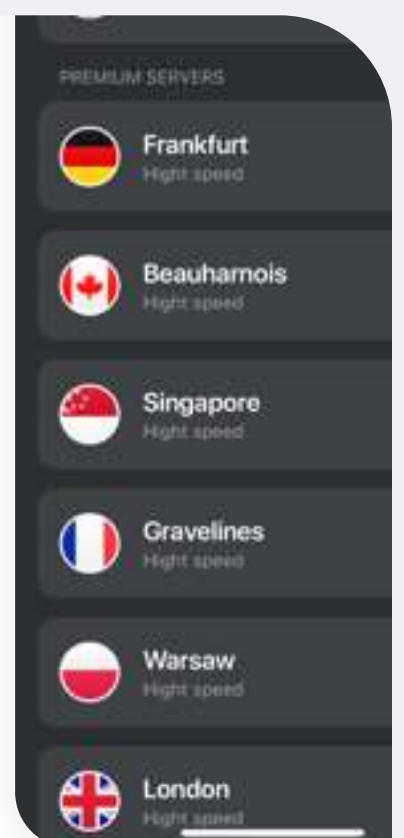 PREMIUM SERVERS
Frankfurt
Hight speed
Beauharnois
Hight speed
Singapore
Hight speed
Gravelines
Hight speed
Warsaw
Hight speed
London
Hight speed